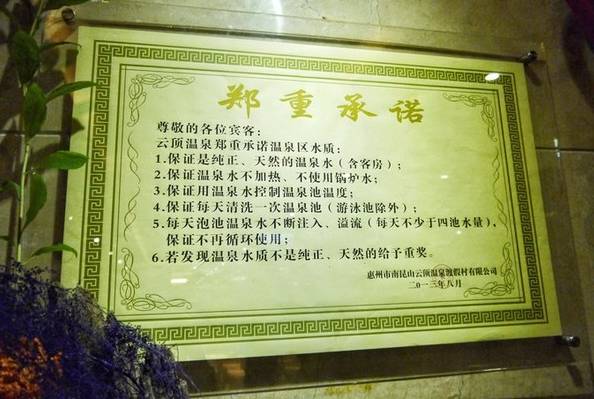 郑重承诺
尊敬的各位宾客：
云顶温泉郑重承诺温泉区水质：
1.保证是纯正、天然的温泉水（含客房）；
2.保证温泉水不加热、不使用锅炉水；
3.保证用温泉水控制温泉池温度；
4.保证每天清洗一次温泉池（游泳池除外）；
5.每天泡池温泉水不断注入、溢流（每天不少于四池水量），
保证不再循环使用；
6.若发现温泉水质不是纯正、天然的给予重奖。
惠州市南昆山云顶温泉渡假村有限公司
二〇一三年八月